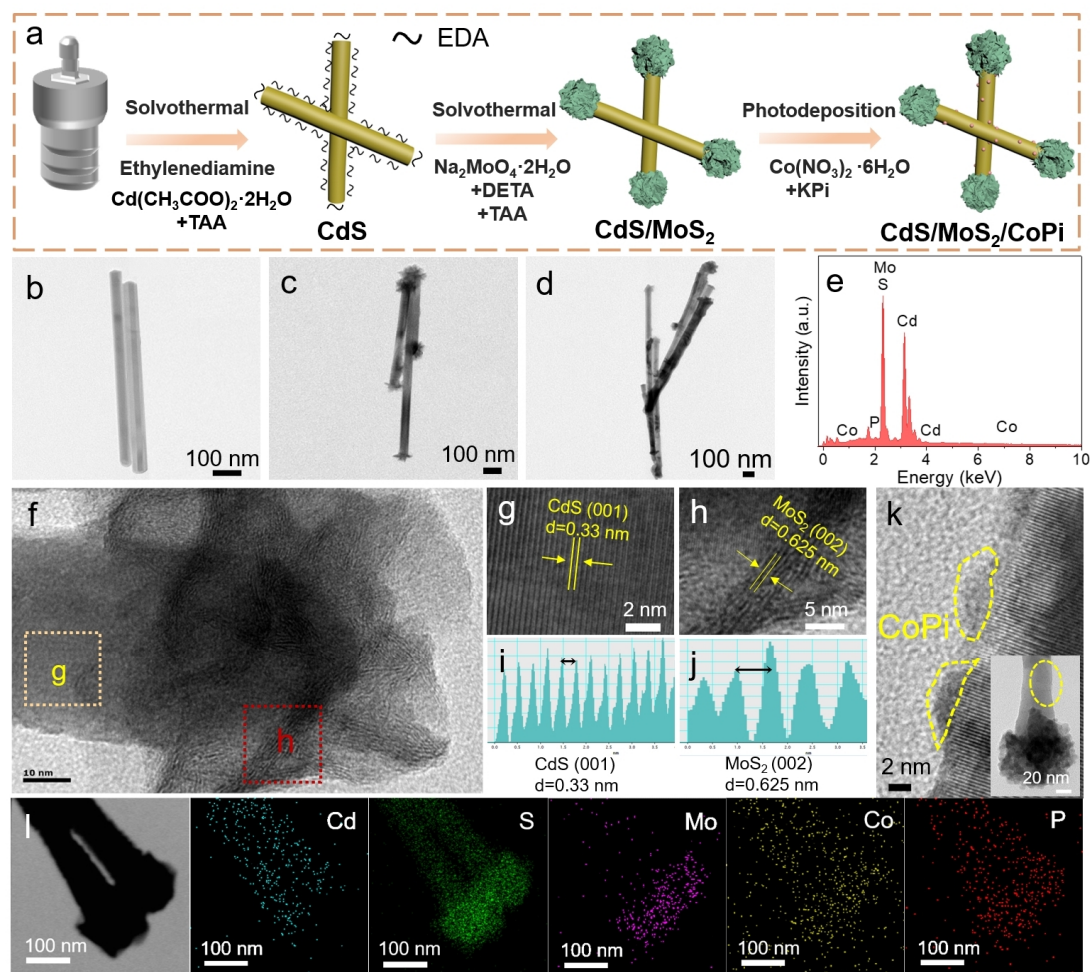 a
EDA
Solvothermal
Ethylenediamine
Cd(CH₃COO)₂·2H₂O
+TAA
CdS
Solvothermal
Na₂MoO₄·2H₂O
+DETA
+TAA
CdS/MoS₂
Photodeposition
Co(NO₃)₂ ·6H₂O
+KPi
CdS/MoS₂/CoPi
b
100 nm
c
100 nm
d
100 nm
e
Mo
S
Cd
Co
P
Cd
Co
Intensity (a.u.)
0 2 4 6 8 10
Energy (keV)
f
g
h
10 nm
g
CdS (001)
d=0.33 nm
2 nm
h
MoS₂ (002)
d=0.625 nm
5 nm
i
CdS (001)
d=0.33 nm
j
MoS₂ (002)
d=0.625 nm
k
CoPi
2 nm
20 nm
l
100 nm
Cd
100 nm
S
100 nm
Mo
100 nm
Co
100 nm
P
100 nm